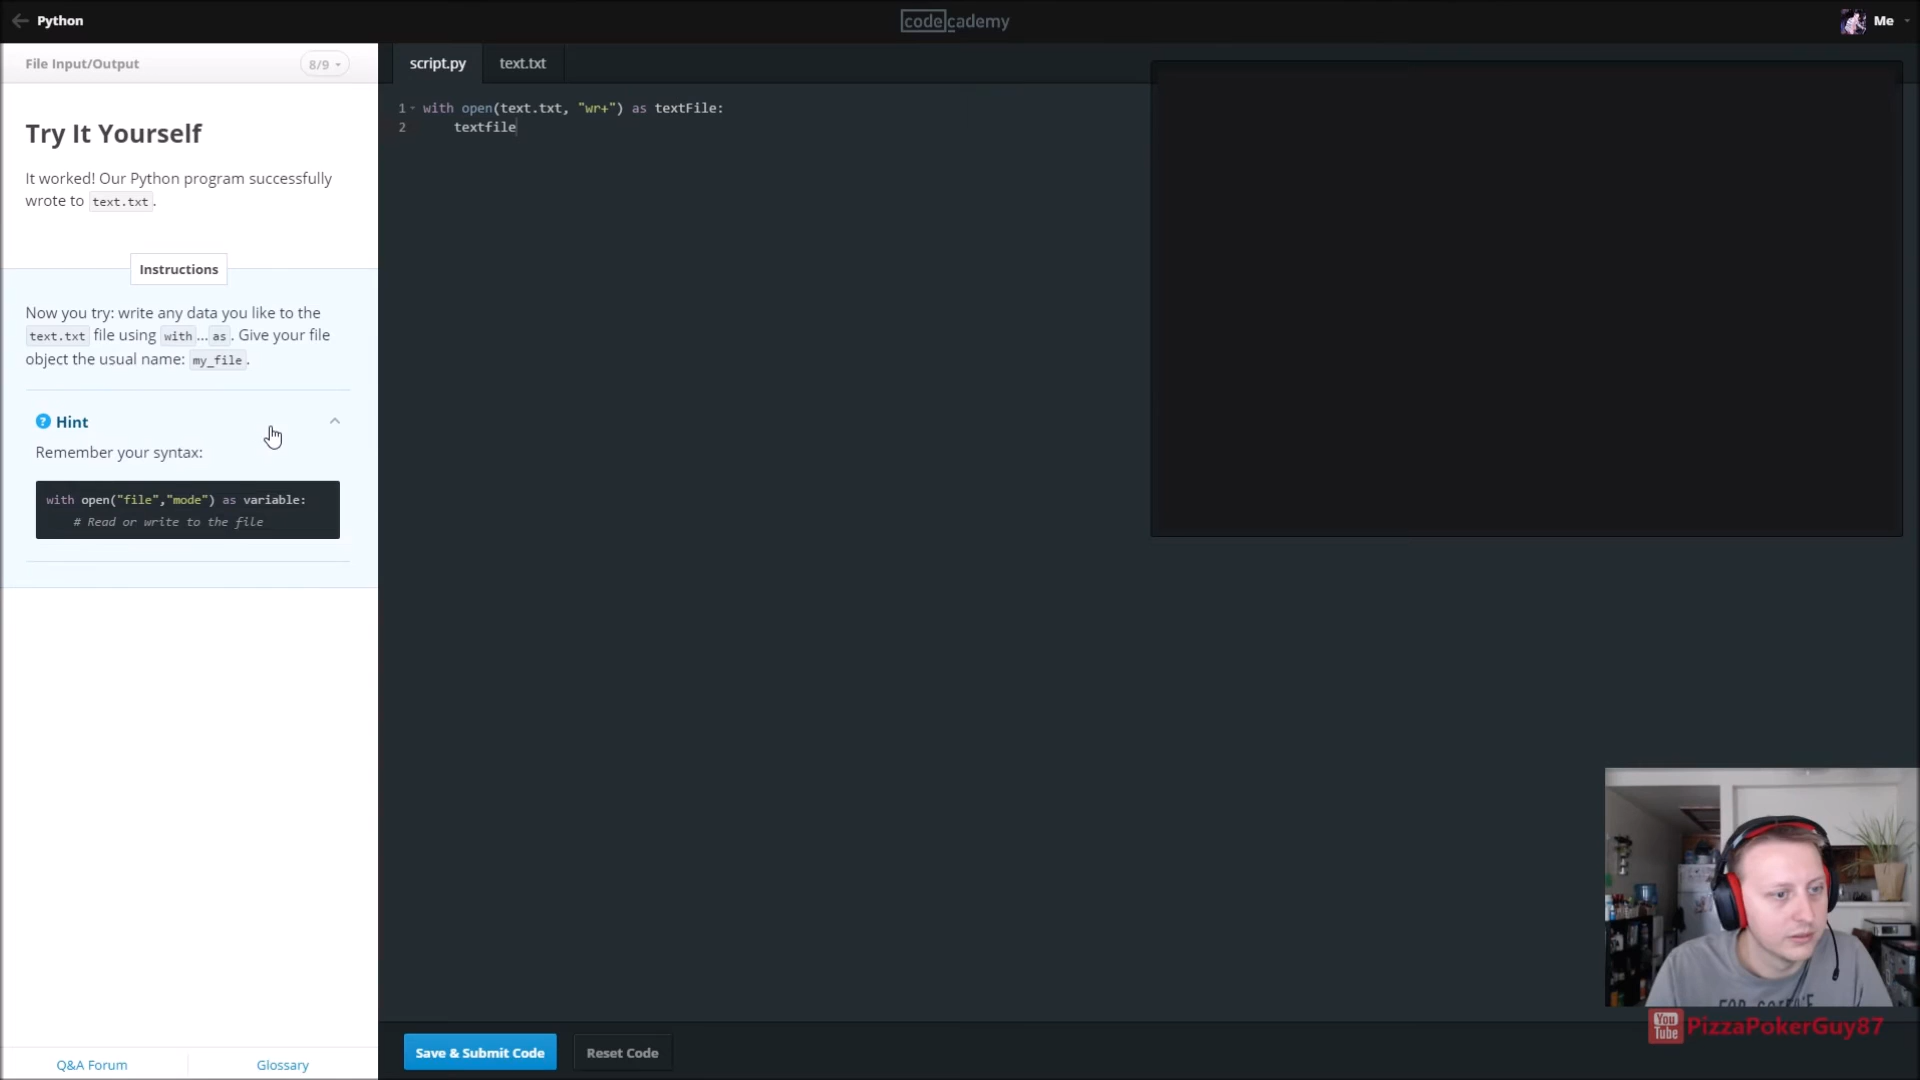 Python
codecademy
Me
File Input/Output
8/9
script.py
text.txt
Try It Yourself
It worked! Our Python program successfully
wrote to text.txt.
Instructions
Now you try: write any data you like to the
text.txt file using with...as. Give your file
object the usual name: my_file.
Hint
Remember your syntax:
with open("file","mode") as variable:
# Read or write to the file
1 with open(text.txt, "wr+") as textFile:
2 textfile
Q&A Forum
Glossary
Save & Submit Code
Reset Code
You
Tube
PizzaPokerGuy87